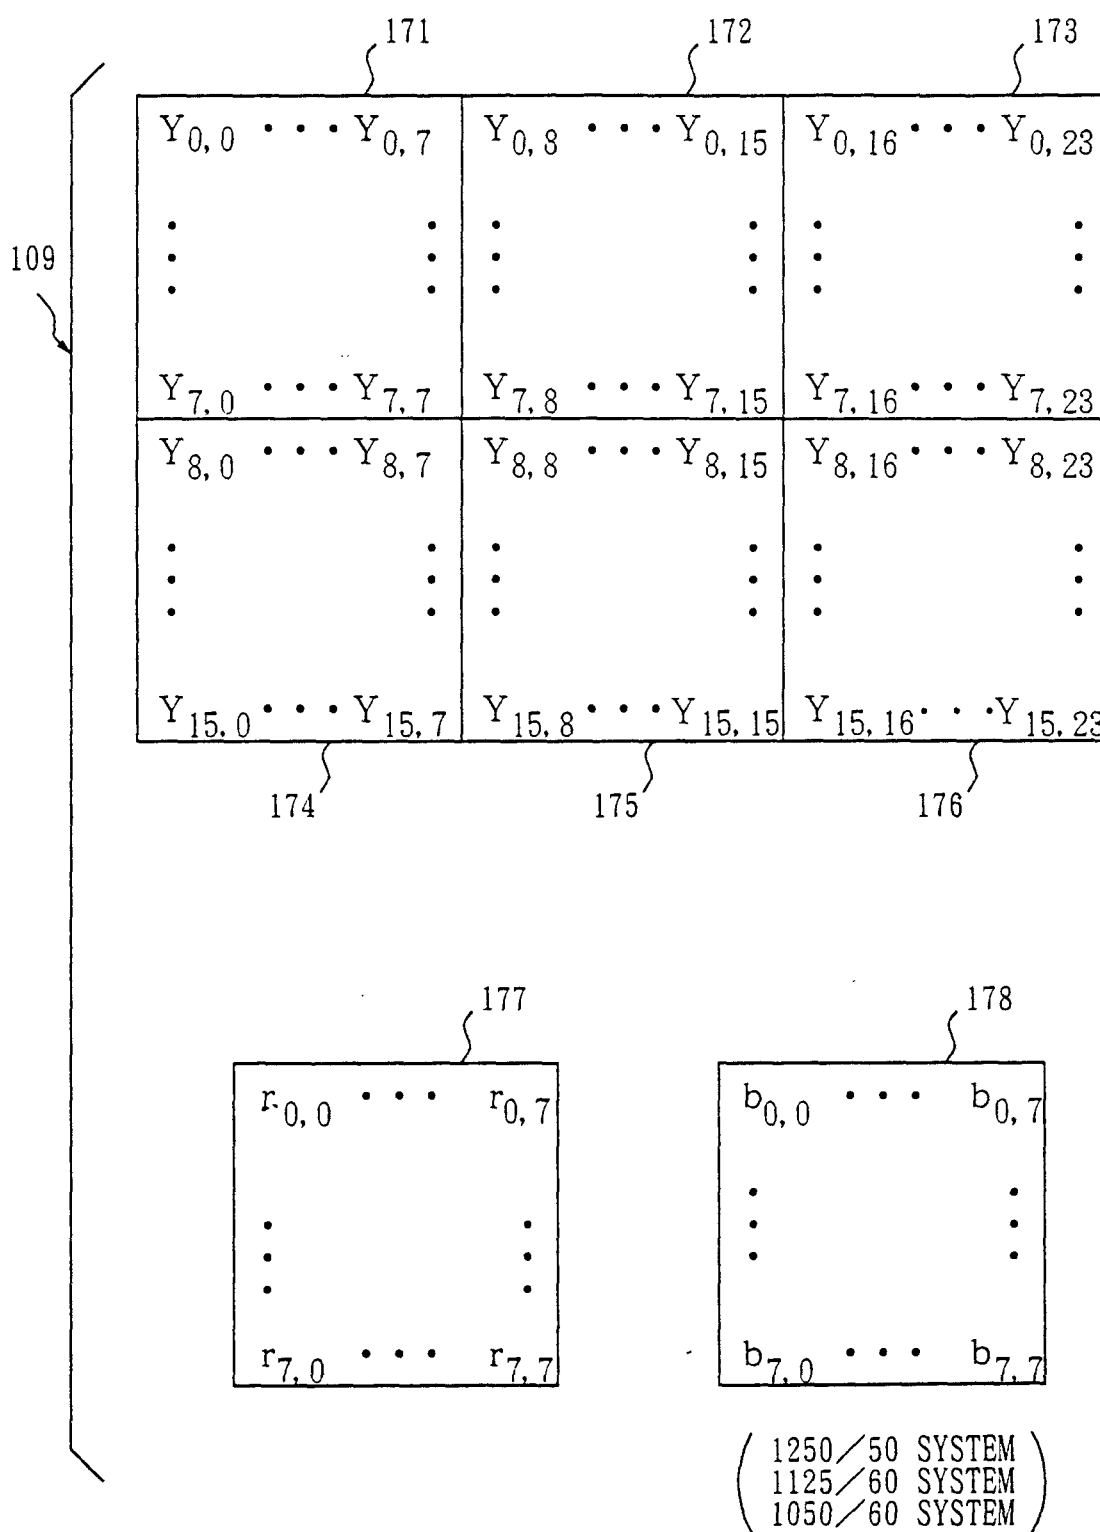 171 172 173
Y0,0 • • • Y0,7 Y0,8 • • • Y0,15 Y0,16 • • • Y0,23
109
Y7,0 • • • Y7,7 Y7,8 • • • Y7,15 Y7,16 • • • Y7,23
Y8,0 • • • Y8,7 Y8,8 • • • Y8,15 Y8,16 • • • Y8,23
Y15,0 • • • Y15,7 Y15,8 • • • Y15,15 Y15,16 • • • Y15,23
174 175 176
177 178
r0,0 • • • r0,7 b0,0 • • • b0,7
r7,0 • • • r7,7 b7,0 • • • b7,7
1250/50 SYSTEM
1125/60 SYSTEM
1050/60 SYSTEM